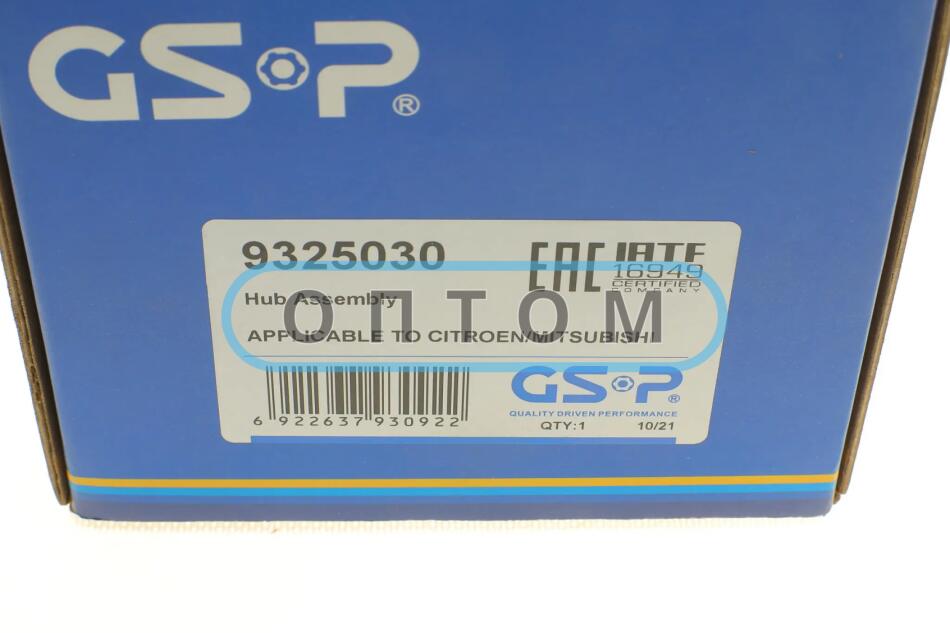 GSP®
9325030
EAC IATF
16949
CERTIFIED
COMPANY
Hub Assembly
ОПТОМ
APPLICABLE TO CITROEN/MITSUBISHI
GSP®
QUALITY DRIVEN PERFORMANCE
6 922637 930922
QTY:1 10/21